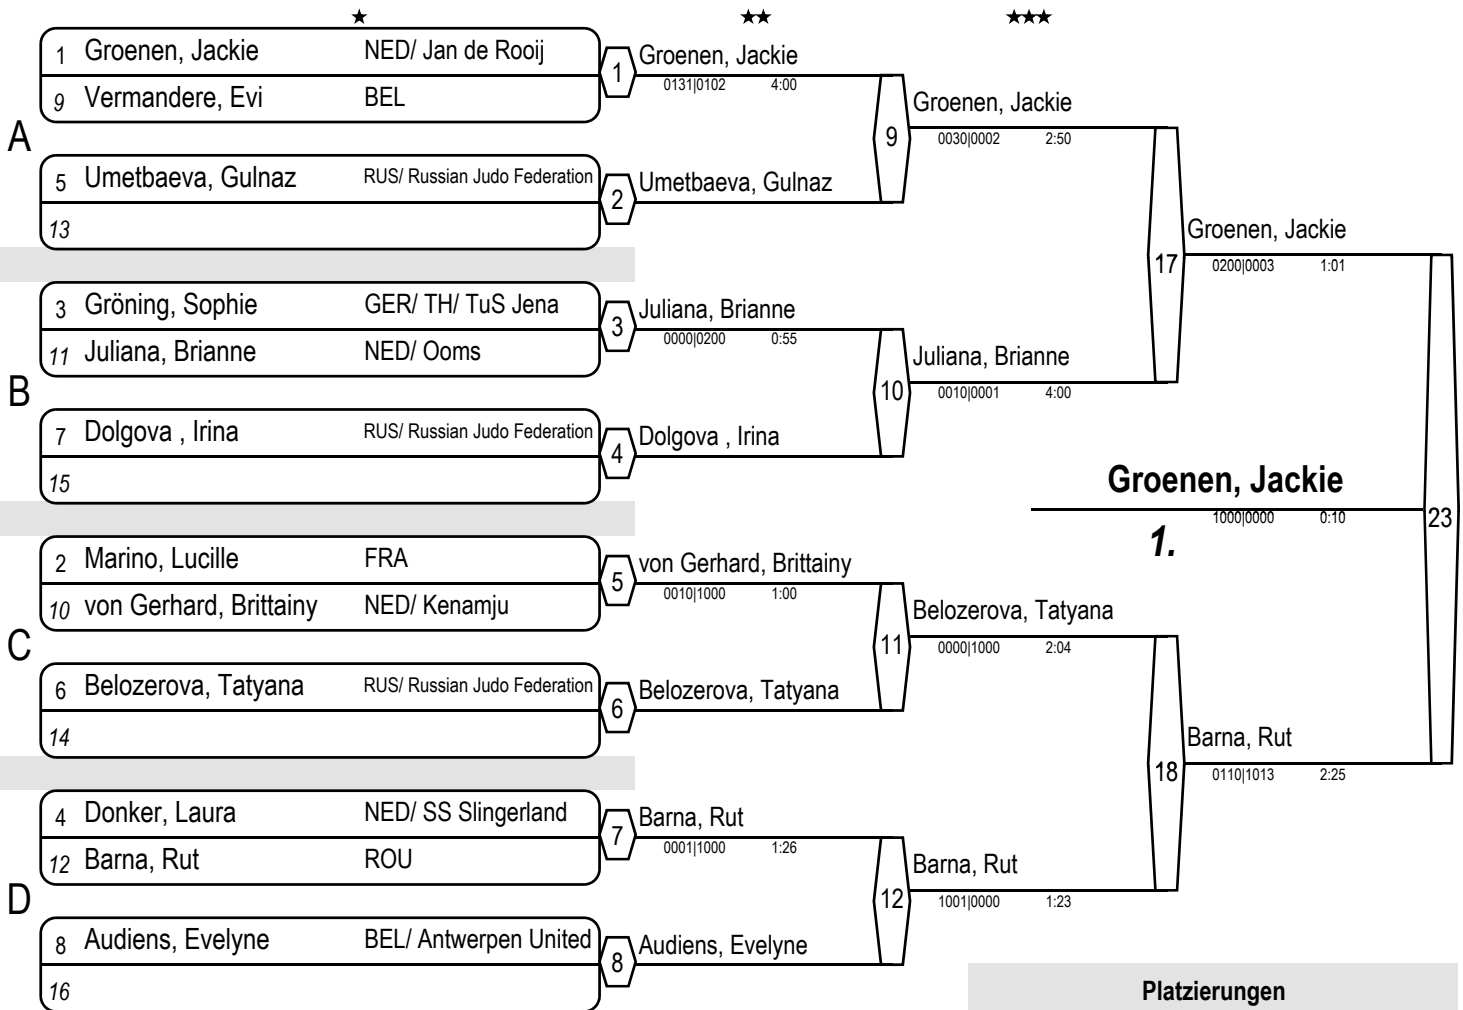 ★ ★★ ★★★
A
1 Groenen, Jackie NED/ Jan de Rooij
9 Vermandere, Evi BEL
5 Umetbaeva, Gulnaz RUS/ Russian Judo Federation
13
B
3 Gröning, Sophie GER/ TH/ TuS Jena
11 Juliana, Brianne NED/ Ooms
7 Dolgova , Irina RUS/ Russian Judo Federation
15
C
2 Marino, Lucille FRA
10 von Gerhard, Brittainy NED/ Kenamju
6 Belozerova, Tatyana RUS/ Russian Judo Federation
14
D
4 Donker, Laura NED/ SS Slingerland
12 Barna, Rut ROU
8 Audiens, Evelyne BEL/ Antwerpen United
16
1 Groenen, Jackie
0131|0102 4:00
2 Umetbaeva, Gulnaz
3 Juliana, Brianne
0000|0200 0:55
4 Dolgova , Irina
5 von Gerhard, Brittainy
0010|1000 1:00
6 Belozerova, Tatyana
7 Barna, Rut
0001|1000 1:26
8 Audiens, Evelyne
9 Groenen, Jackie
0030|0002 2:50
10 Juliana, Brianne
0010|0001 4:00
11 Belozerova, Tatyana
0000|1000 2:04
12 Barna, Rut
1001|0000 1:23
17 Groenen, Jackie
0200|0003 1:01
18 Barna, Rut
0110|1013 2:25
23 Groenen, Jackie
1000|0000 0:10
1.
Platzierungen